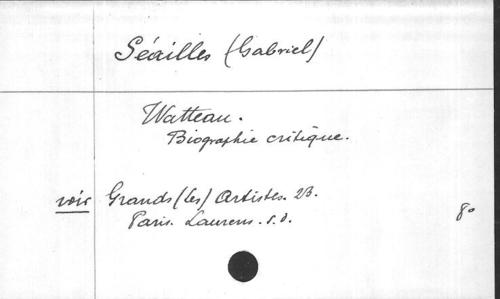 Séailles (Gabriel)
Watteau.
Biographie critique.
voir Grands (Les) Artistes. 23.
Paris. Laurens. s.d. 8°